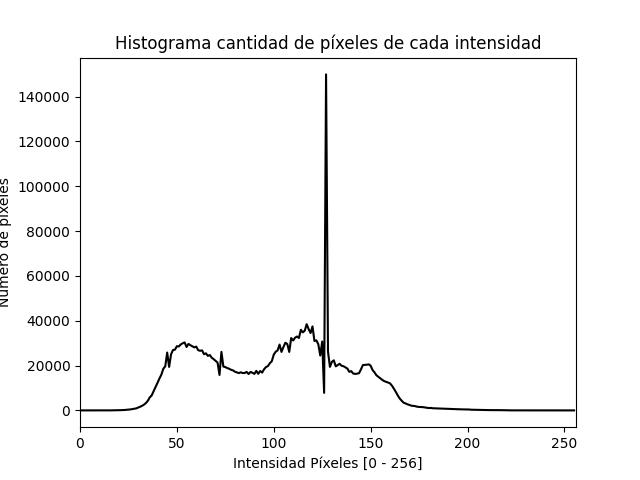 Histograma cantidad de píxeles de cada intensidad
Número de píxeles
140000
120000
100000
80000
60000
40000
20000
0
0 50 100 150 200 250
Intensidad Píxeles [0 - 256]